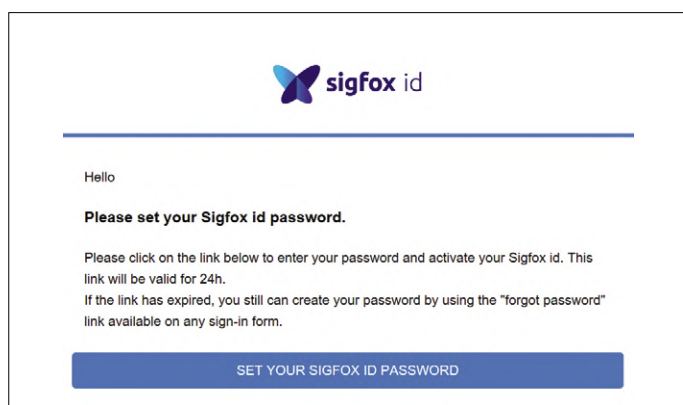 sigfox id
Hello
Please set your Sigfox id password.
Please click on the link below to enter your password and activate your Sigfox id. This
link will be valid for 24h.
If the link has expired, you still can create your password by using the "forgot password"
link available on any sign-in form.
SET YOUR SIGFOX ID PASSWORD